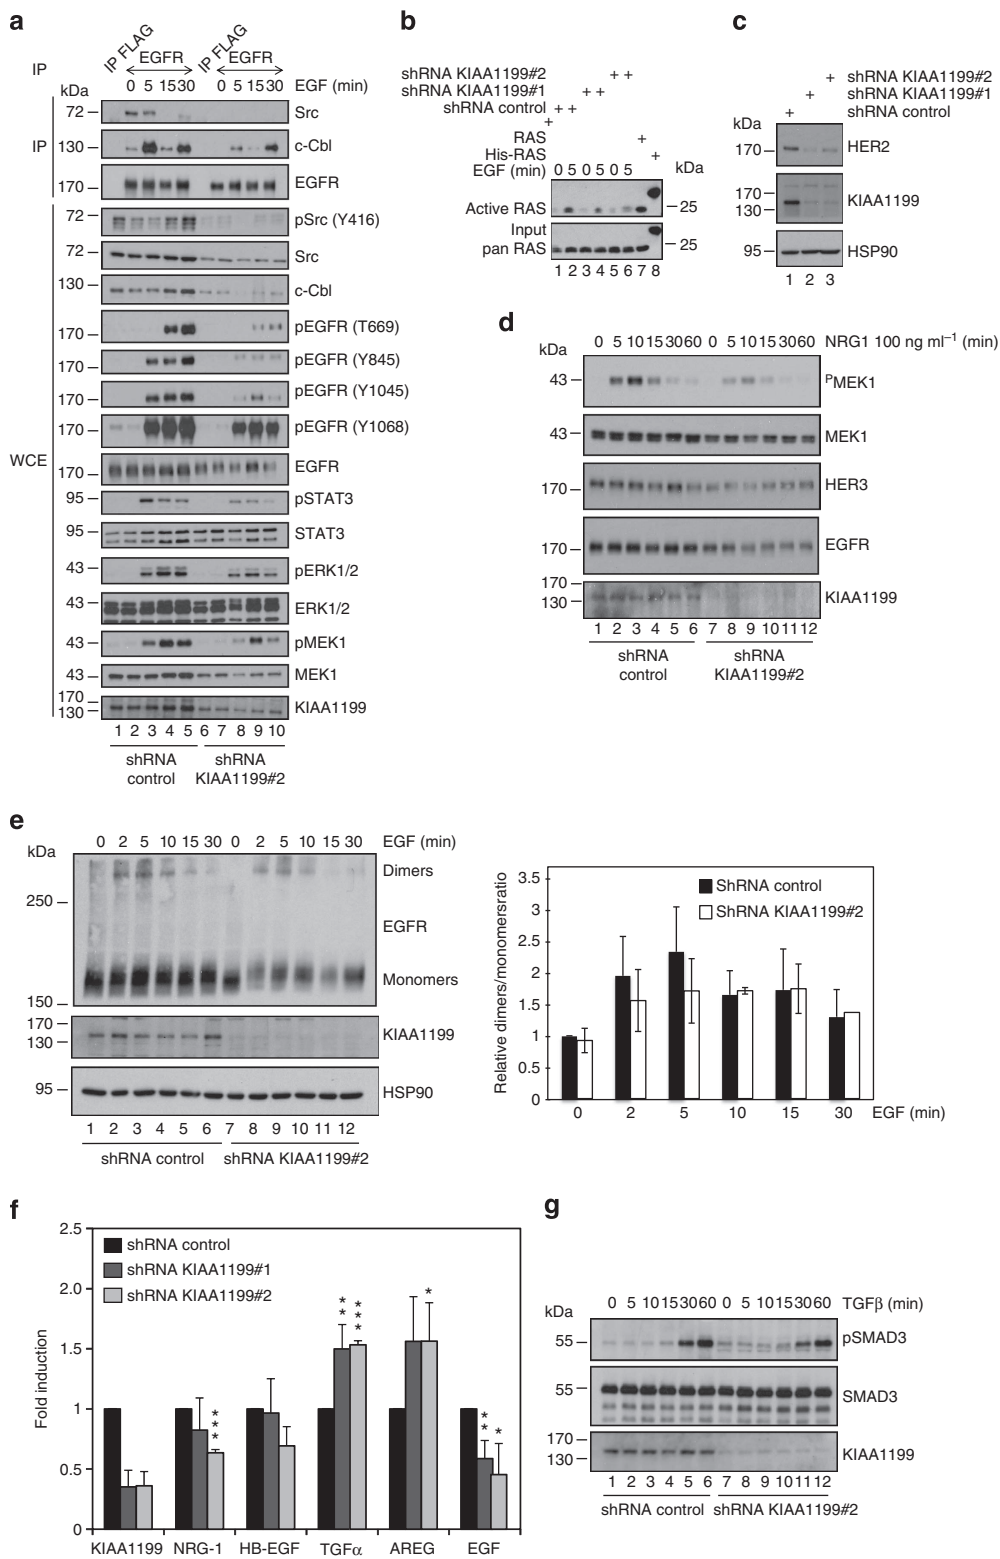 a
IP FLAG
EGFR
IP FLAG
EGFR
IP
kDa
0 5 15 30 0 5 15 30 EGF (min)
IP
72 Src
130 c-Cbl
170 EGFR
WCE
72 pSrc (Y416)
72 Src
130 c-Cbl
170 pEGFR (T669)
170 pEGFR (Y845)
170 pEGFR (Y1045)
170 pEGFR (Y1068)
170 EGFR
95 pSTAT3
95 STAT3
43 pERK1/2
43 ERK1/2
43 pMEK1
43 MEK1
170
130 KIAA1199
1 2 3 4 5 6 7 8 9 10
shRNA control
shRNA KIAA1199#2
b
shRNA KIAA1199#2 + +
shRNA KIAA1199#1 + +
shRNA control + +
+
RAS +
His-RAS +
EGF (min) 0 5 0 5 0 5 kDa
Active RAS 25
Input
pan RAS 25
1 2 3 4 5 6 7 8
c
+ shRNA KIAA1199#2
+ shRNA KIAA1199#1
+ shRNA control
kDa
170 HER2
170
130 KIAA1199
95 HSP90
1 2 3
d
0 5 10 15 30 60 0 5 10 15 30 60 NRG1 100 ng ml⁻¹ (min)
kDa
43 ᴾMEK1
43 MEK1
170 HER3
170 EGFR
170
130 KIAA1199
1 2 3 4 5 6 7 8 9 10 11 12
shRNA control
shRNA KIAA1199#2
e
0 2 5 10 15 30 0 2 5 10 15 30 EGF (min)
kDa
Dimers
250
EGFR
Monomers
150
170
130 KIAA1199
95 HSP90
1 2 3 4 5 6 7 8 9 10 11 12
shRNA control shRNA KIAA1199#2
Relative dimers/monomersratio
3.5
3
2.5
2
1.5
1
0.5
0
ShRNA control
ShRNA KIAA1199#2
0 2 5 10 15 30 EGF (min)
f
Fold induction
2.5
2.0
1.5
1
0.5
0
shRNA control
shRNA KIAA1199#1
shRNA KIAA1199#2
*** ** *** * ** *
KIAA1199 NRG-1 HB-EGF TGFα AREG EGF
g
0 5 10 15 30 60 0 5 10 15 30 60 TGFβ (min)
kDa
55 pSMAD3
55 SMAD3
170
130 KIAA1199
1 2 3 4 5 6 7 8 9 10 11 12
shRNA control shRNA KIAA1199#2